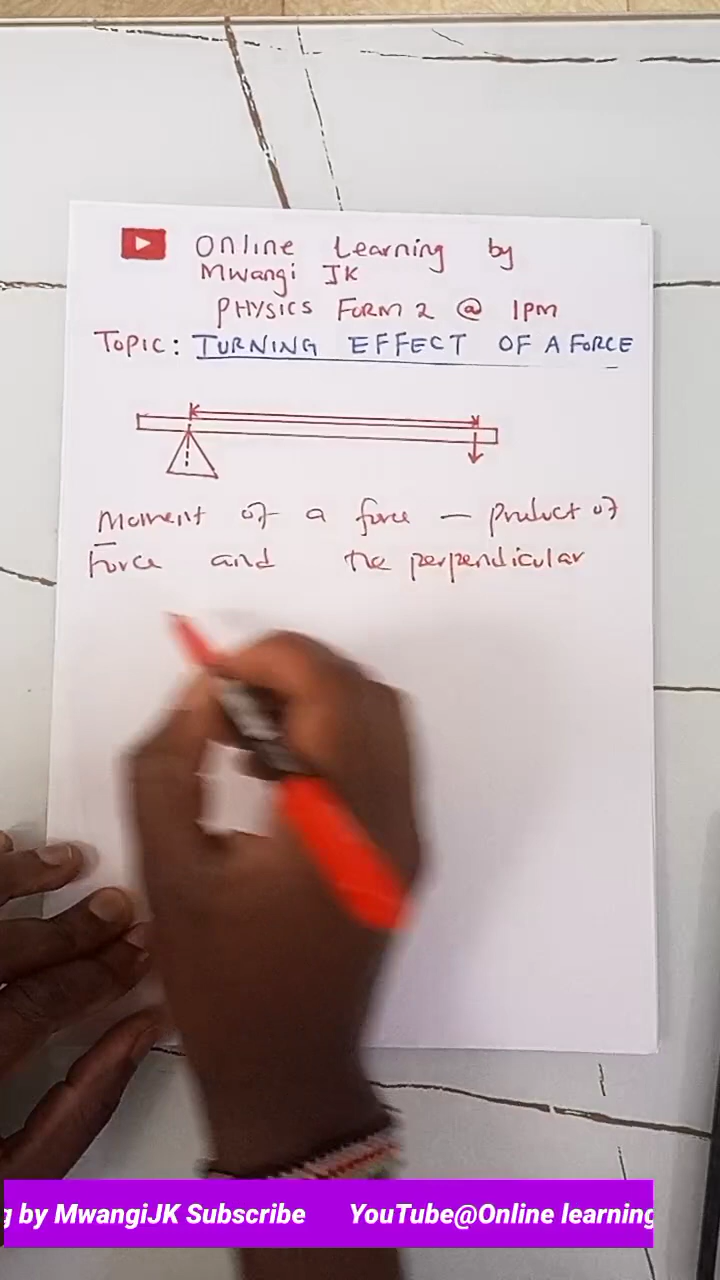 Online Learning by
Mwangi JK
PHYSICS FORM 2 @ 1PM
TOPIC: TURNING EFFECT OF A FORCE
Moment of a force — product of
Force and the perpendicular
g by MwangiJK Subscribe YouTube@Online learning